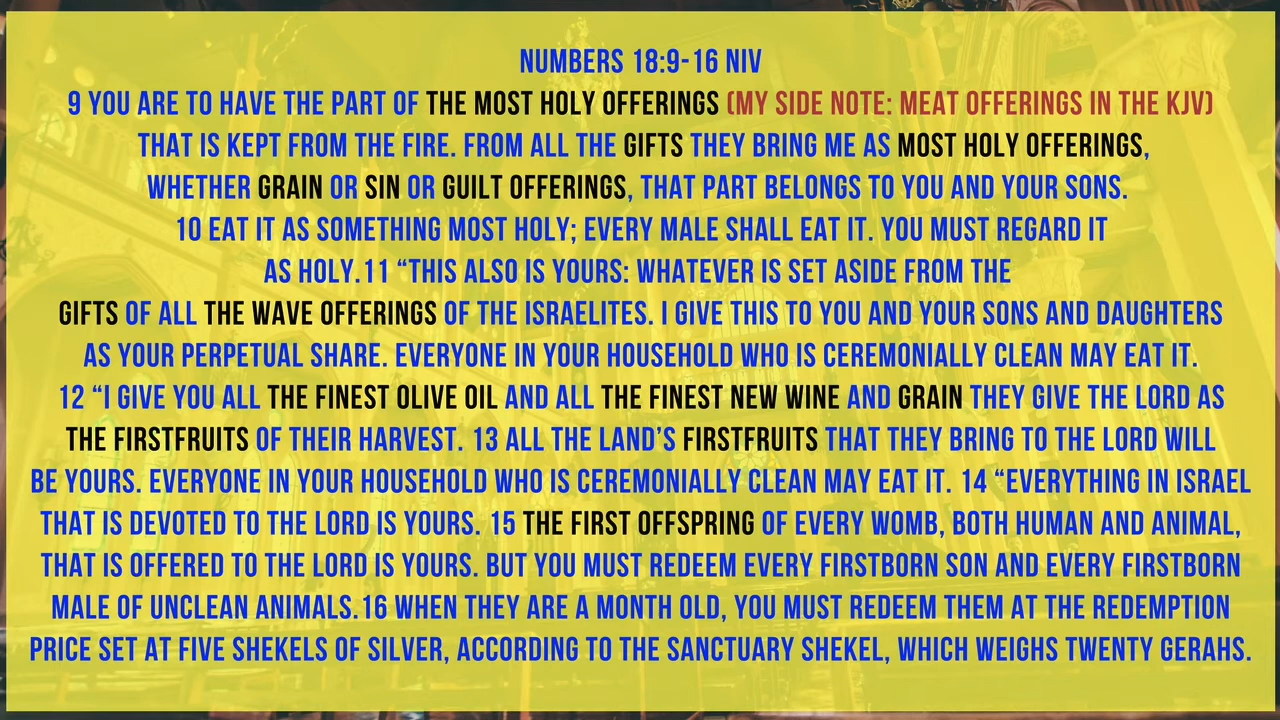 NUMBERS 18:9-16 NIV
9 YOU ARE TO HAVE THE PART OF THE MOST HOLY OFFERINGS (MY SIDE NOTE: MEAT OFFERINGS IN THE KJV)
THAT IS KEPT FROM THE FIRE. FROM ALL THE GIFTS THEY BRING ME AS MOST HOLY OFFERINGS,
WHETHER GRAIN OR SIN OR GUILT OFFERINGS, THAT PART BELONGS TO YOU AND YOUR SONS.
10 EAT IT AS SOMETHING MOST HOLY; EVERY MALE SHALL EAT IT. YOU MUST REGARD IT
AS HOLY.11 “THIS ALSO IS YOURS: WHATEVER IS SET ASIDE FROM THE
GIFTS OF ALL THE WAVE OFFERINGS OF THE ISRAELITES. I GIVE THIS TO YOU AND YOUR SONS AND DAUGHTERS
AS YOUR PERPETUAL SHARE. EVERYONE IN YOUR HOUSEHOLD WHO IS CEREMONIALLY CLEAN MAY EAT IT.
12 “I GIVE YOU ALL THE FINEST OLIVE OIL AND ALL THE FINEST NEW WINE AND GRAIN THEY GIVE THE LORD AS
THE FIRSTFRUITS OF THEIR HARVEST. 13 ALL THE LAND'S FIRSTFRUITS THAT THEY BRING TO THE LORD WILL
BE YOURS. EVERYONE IN YOUR HOUSEHOLD WHO IS CEREMONIALLY CLEAN MAY EAT IT. 14 “EVERYTHING IN ISRAEL
THAT IS DEVOTED TO THE LORD IS YOURS. 15 THE FIRST OFFSPRING OF EVERY WOMB, BOTH HUMAN AND ANIMAL,
THAT IS OFFERED TO THE LORD IS YOURS. BUT YOU MUST REDEEM EVERY FIRSTBORN SON AND EVERY FIRSTBORN
MALE OF UNCLEAN ANIMALS.16 WHEN THEY ARE A MONTH OLD, YOU MUST REDEEM THEM AT THE REDEMPTION
PRICE SET AT FIVE SHEKELS OF SILVER, ACCORDING TO THE SANCTUARY SHEKEL, WHICH WEIGHS TWENTY GERAHS.